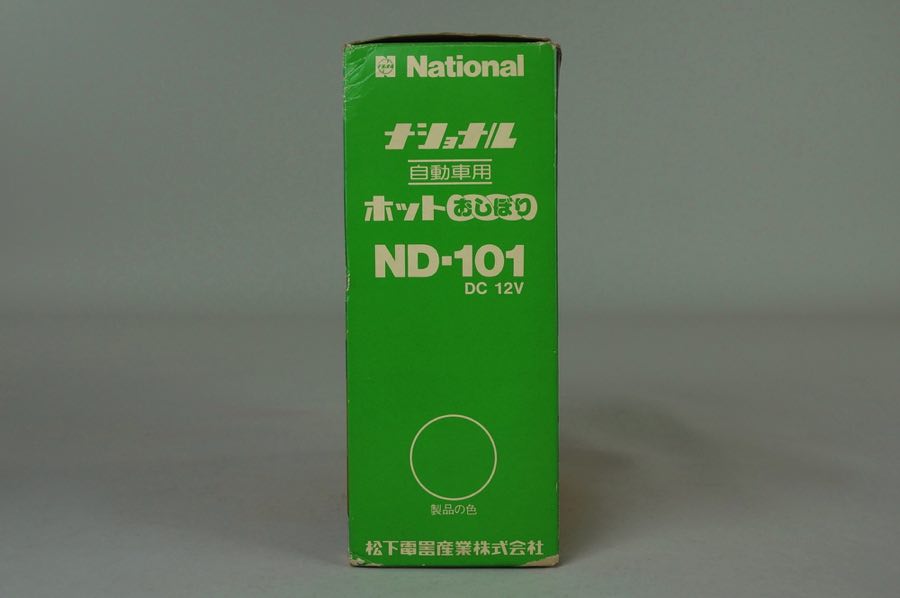 National
ナショナル
自動車用
ホットおしぼり
ND-101
DC 12V
製品の色
松下電器産業株式会社